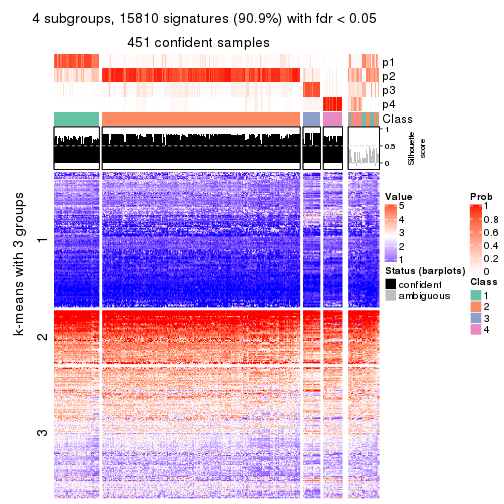 4 subgroups, 15810 signatures (90.9%) with fdr < 0.05
451 confident samples
p1
p2
p3
p4
Class
1
0.5
0
Silhouette
score
k-means with 3 groups
1
2
3
Value
5
4
3
2
1
Status (barplots)
confident
ambiguous
Prob
1
0.8
0.6
0.4
0.2
0
Class
1
2
3
4